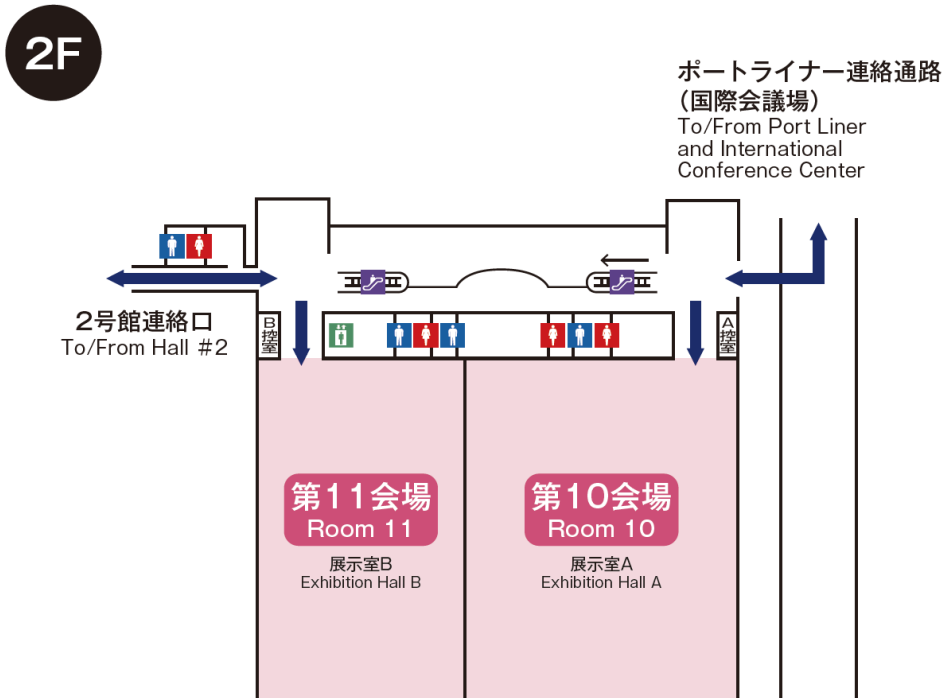 2F
ポートライナー連絡通路
（国際会議場）
To/From Port Liner
and International
Conference Center
2号館連絡口
To/From Hall #2
B控室
A控室
第11会場
Room 11
展示室B
Exhibition Hall B
第10会場
Room 10
展示室A
Exhibition Hall A